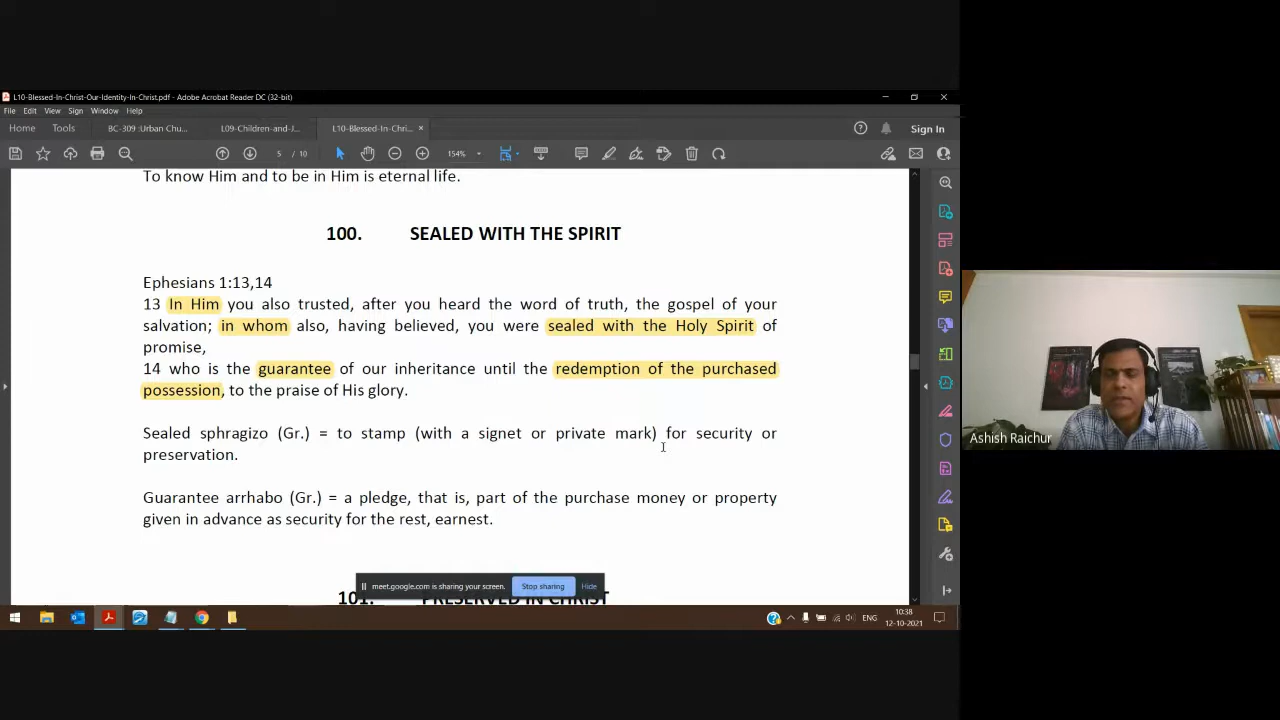 L10-Blessed-In-Christ-Our-Identity-In-Christ.pdf - Adobe Acrobat Reader DC (32-bit)
File Edit View Sign Window Help
Home Tools BC-309 :Urban Chu... L09-Children-and-J... L10-Blessed-In-Chri... × Sign In
5 / 10 154%
To know Him and to be in Him is eternal life.
100. SEALED WITH THE SPIRIT
Ephesians 1:13,14
13 In Him you also trusted, after you heard the word of truth, the gospel of your
salvation; in whom also, having believed, you were sealed with the Holy Spirit of
promise,
14 who is the guarantee of our inheritance until the redemption of the purchased
possession, to the praise of His glory.
Sealed sphragizo (Gr.) = to stamp (with a signet or private mark) for security or
preservation.
Guarantee arrhabo (Gr.) = a pledge, that is, part of the purchase money or property
given in advance as security for the rest, earnest.
meet.google.com is sharing your screen. Stop sharing Hide
101. PRESERVED IN CHRIST
ENG 10:38
12-10-2021
Ashish Raichur